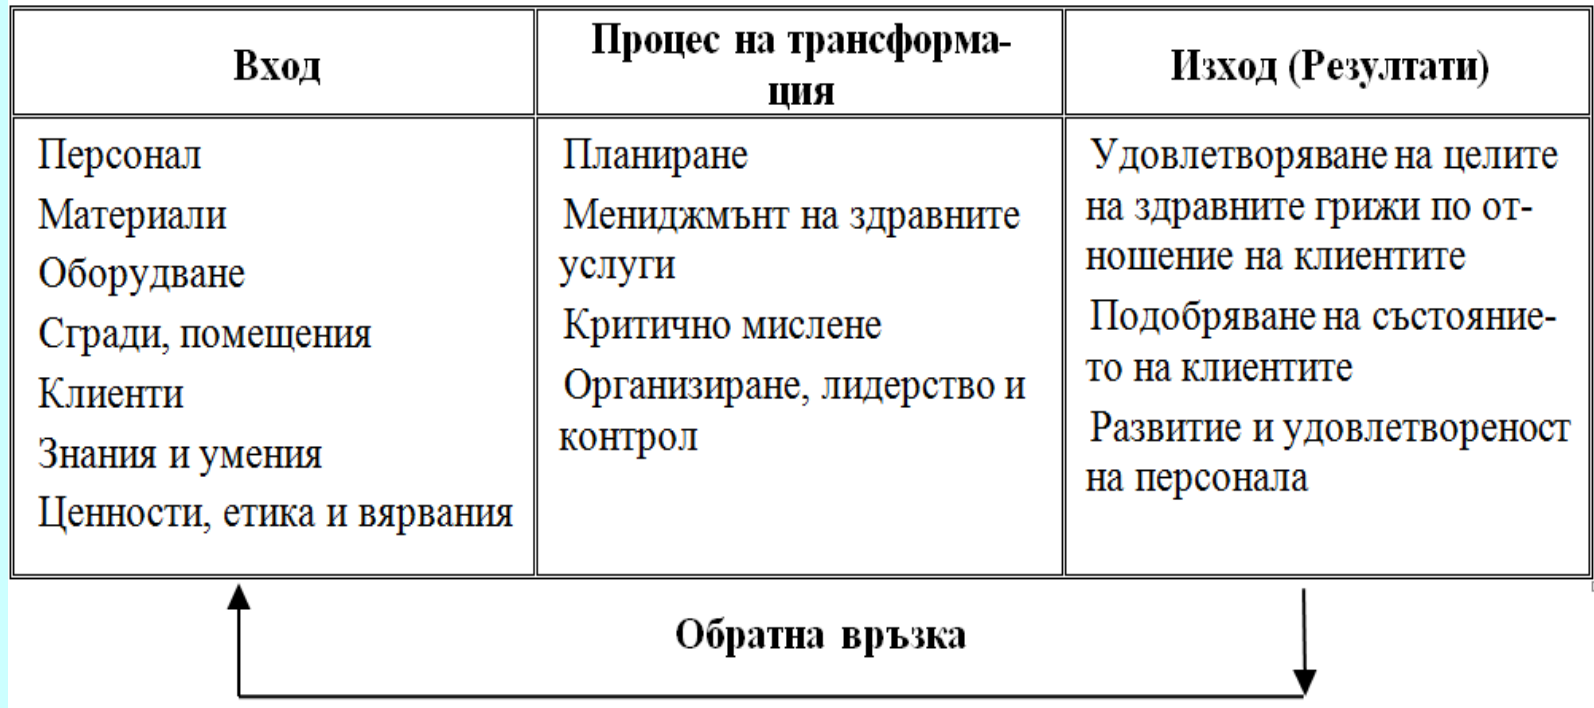 Вход
Процес на трансформа-
ция
Изход (Резултати)
Персонал
Материали
Оборудване
Сгради, помещения
Клиенти
Знания и умения
Ценности, етика и вярвания
Планиране
Мениджмънт на здравните
услуги
Критично мислене
Организиране, лидерство и
контрол
Удовлетворяване на целите
на здравните грижи по от-
ношение на клиентите
Подобряване на състояние-
то на клиентите
Развитие и удовлетвореност
на персонала
Обратна връзка